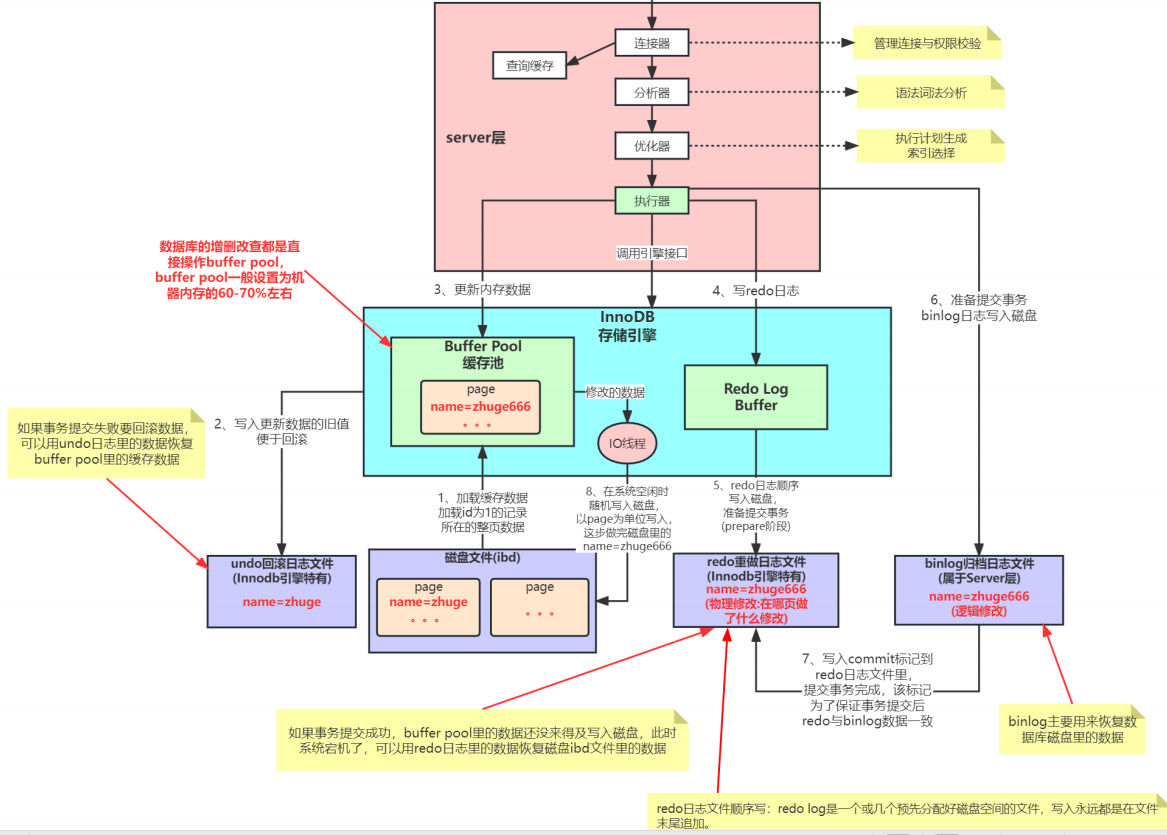 连接器
管理连接与权限校验
查询缓存
分析器
语法词法分析
server层
优化器
执行计划生成
索引选择
执行器
调用引擎接口
数据库的增删改查都是直
接操作buffer pool，
buffer pool一般设置为机
器内存的60-70%左右
3、更新内存数据
4、写redo日志
6、准备提交事务
binlog日志写入磁盘
InnoDB
存储引擎
Buffer Pool
缓存池
page
name=zhuge666
。。。
修改的数据
IO线程
Redo Log
Buffer
如果事务提交失败要回滚数据，
可以用undo日志里的数据恢复
buffer pool里的缓存数据
2、写入更新数据的旧值
便于回滚
1、加载缓存数据
加载id为1的记录
所在的整页数据
8、在系统空闲时
随机写入磁盘，
以page为单位写入，
这步做完磁盘里的
name=zhuge666
5、redo日志顺序
写入磁盘，
准备提交事务
(prepare阶段)
undo回滚日志文件
(Innodb引擎特有)
name=zhuge
磁盘文件(ibd)
page
name=zhuge
。。。
page
。。。
redo重做日志文件
(Innodb引擎特有)
name=zhuge666
(物理修改:在哪页做
了什么修改)
binlog归档日志文件
(属于Server层)
name=zhuge666
(逻辑修改)
7、写入commit标记到
redo日志文件里，
提交事务完成，该标记
为了保证事务提交后
redo与binlog数据一致
如果事务提交成功，buffer pool里的数据还没来得及写入磁盘，此时
系统宕机了，可以用redo日志里的数据恢复磁盘ibd文件里的数据
binlog主要用来恢复数
据库磁盘里的数据
redo日志文件顺序写：redo log是一个或几个预先分配好磁盘空间的文件，写入永远都是在文件
末尾追加。